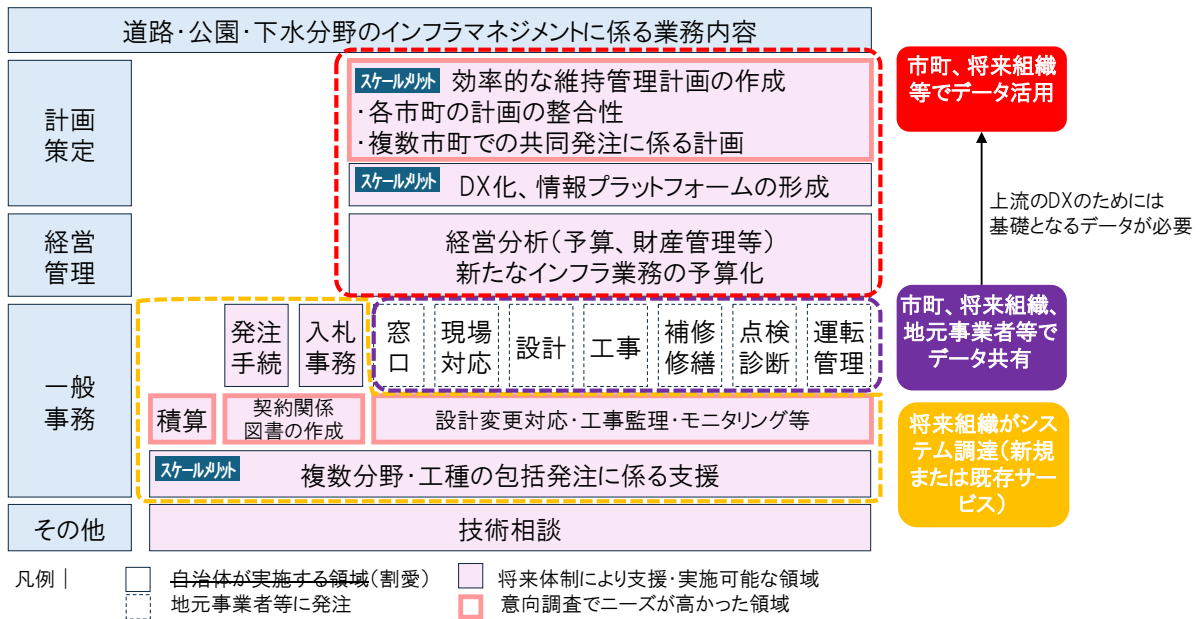 道路・公園・下水分野のインフラマネジメントに係る業務内容
計画
策定
スケールメリット 効率的な維持管理計画の作成
・各市町の計画の整合性
・複数市町での共同発注に係る計画
スケールメリット DX化、情報プラットフォームの形成
経営
管理
経営分析(予算、財産管理等)
新たなインフラ業務の予算化
一般
事務
発注
手続
入札
事務
窓
口
現場
対応
設計
工事
補修
修繕
点検
診断
運転
管理
積算
契約関係
図書の作成
設計変更対応・工事監理・モニタリング等
スケールメリット 複数分野・工種の包括発注に係る支援
その他
技術相談
市町、将来組織
等でデータ活用
上流のDXのためには
基礎となるデータが必要
市町、将来組織、
地元事業者等で
データ共有
将来組織がシス
テム調達(新規
または既存サー
ビス)
凡例|
自治体が実施する領域(割愛)
将来体制により支援・実施可能な領域
地元事業者等に発注
意向調査でニーズが高かった領域